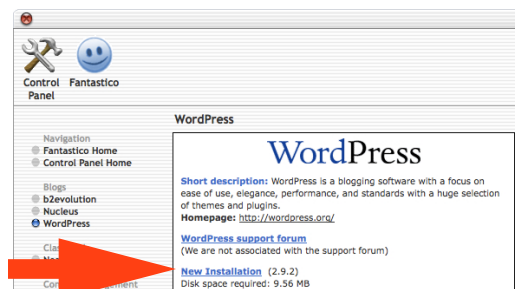 Control Panel
Fantastico
WordPress
Navigation
Fantastico Home
Control Panel Home
Blogs
b2evolution
Nucleus
WordPress
WordPress
Short description: WordPress is a blogging software with a focus on
ease of use, elegance, performance, and standards with a huge selection
of themes and plugins.
Homepage: http://wordpress.org/
WordPress support forum
(We are not associated with the support forum)
New Installation (2.9.2)
Disk space required: 9.56 MB